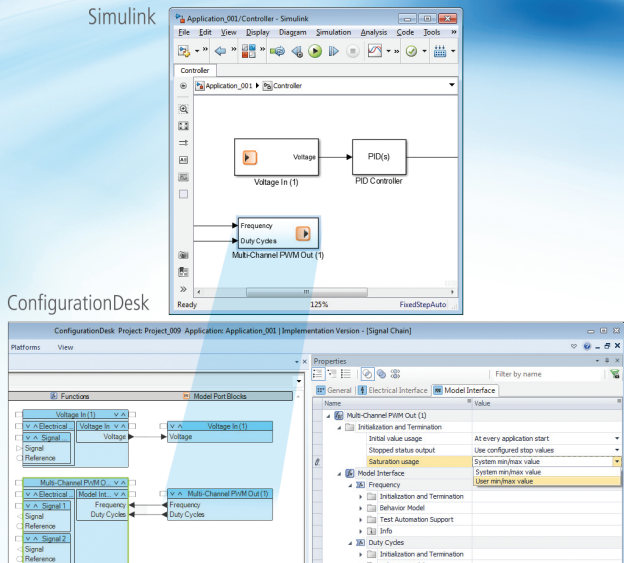 Simulink
Application_001/Controller - Simulink
File Edit View Display Diagram Simulation Analysis Code Tools »
Controller
Application_001 Controller
Voltage
PID(s)
Voltage In (1)
PID Controller
Frequency
Duty Cycles
Multi-Channel PWM Out (1)
Ready 125% FixedStepAuto
ConfigurationDesk
ConfigurationDesk Project: Project_009 Application: Application_001 | Implementation Version - [Signal Chain]
Platforms View
Properties
Filter by name
General Electrical Interface Model Interface
Name Value
Functions Model Port Blocks
Multi-Channel PWM Out (1)
Initialization and Termination
Initial value usage At every application start
Stopped status output Use configured stop values
Saturation usage System min/max value
System min/max value
User min/max value
Model Interface
Frequency
Initialization and Termination
Behavior Model
Test Automation Support
Info
Duty Cycles
Initialization and Termination
Voltage In (1)
Electrical... Voltage In Voltage In (1)
Signal... Voltage Voltage
Signal
Reference
Multi-Channel PWM O...
Electrical... Model Int... Multi-Channel PWM Out (1)
Signal 1 Frequency Frequency
Signal Duty Cycles Duty Cycles
Reference
Signal 2
Signal
Reference